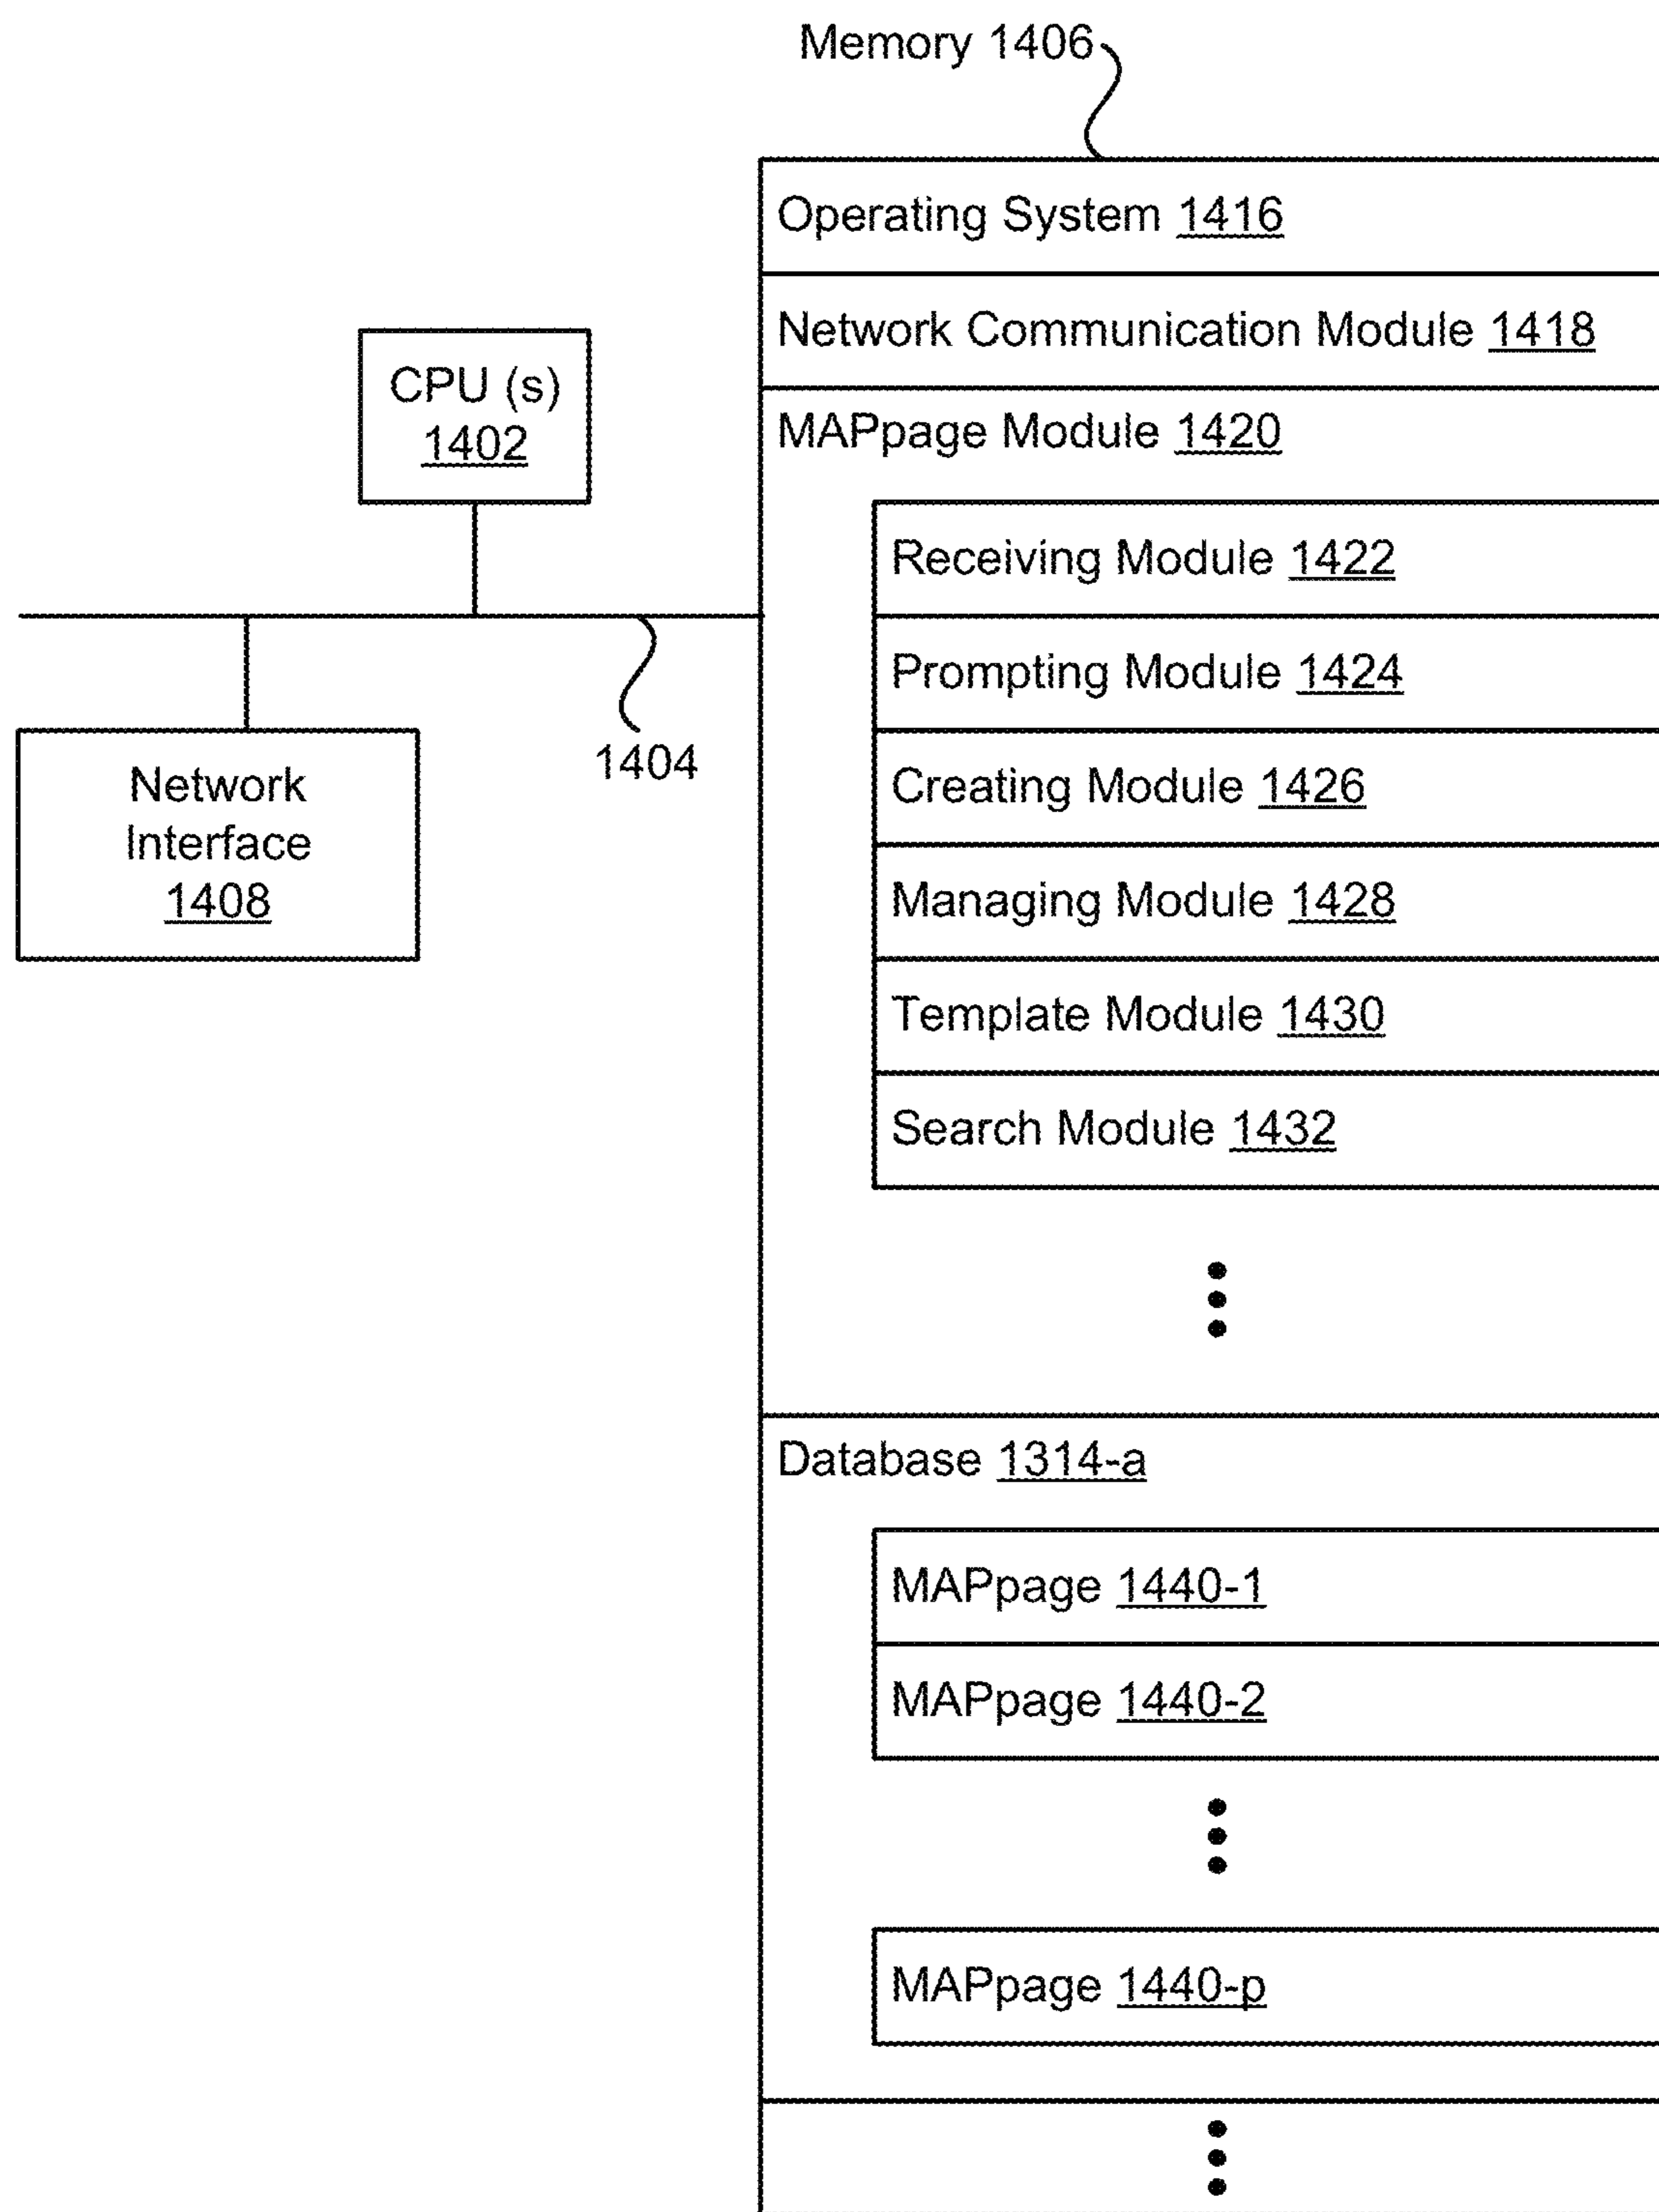 Memory 1406
Operating System 1416
Network Communication Module 1418
CPU (s)
1402
MAPpage Module 1420
Receiving Module 1422
Prompting Module 1424
1404
Network
Interface
1408
Creating Module 1426
Managing Module 1428
Template Module 1430
Search Module 1432
Database 1314-a
MAPpage 1440-1
MAPpage 1440-2
MAPpage 1440-p